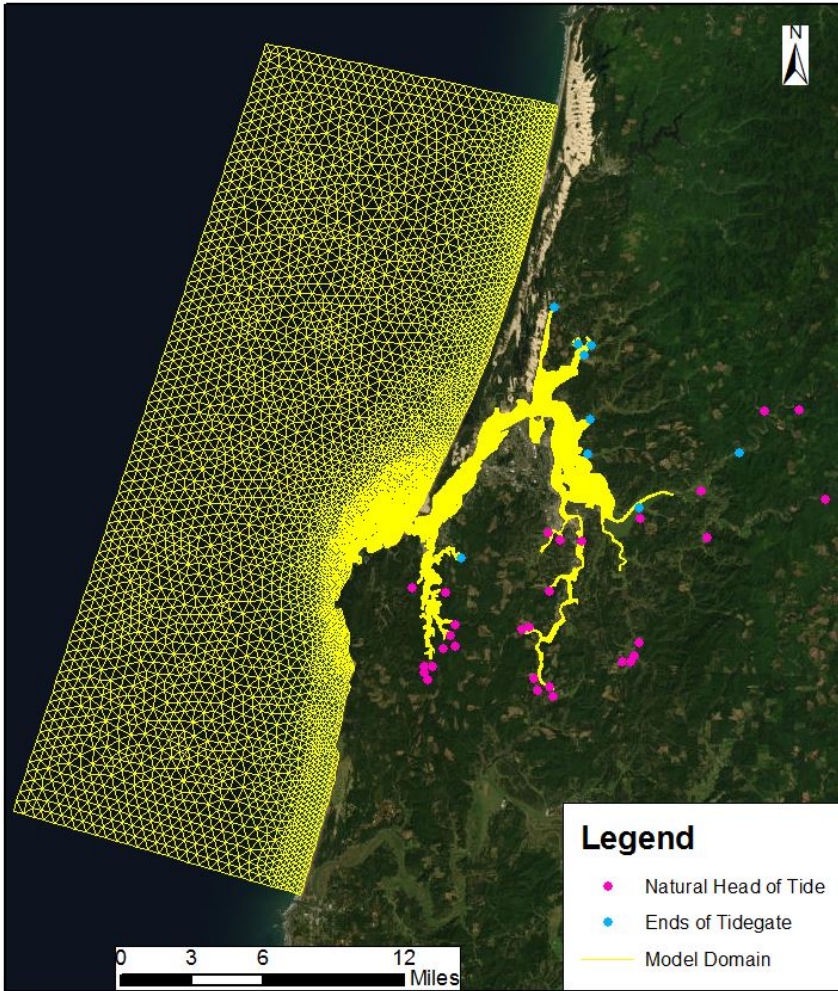 N
Legend
Natural Head of Tide
Ends of Tidegate
Model Domain
0 3 6 12
Miles